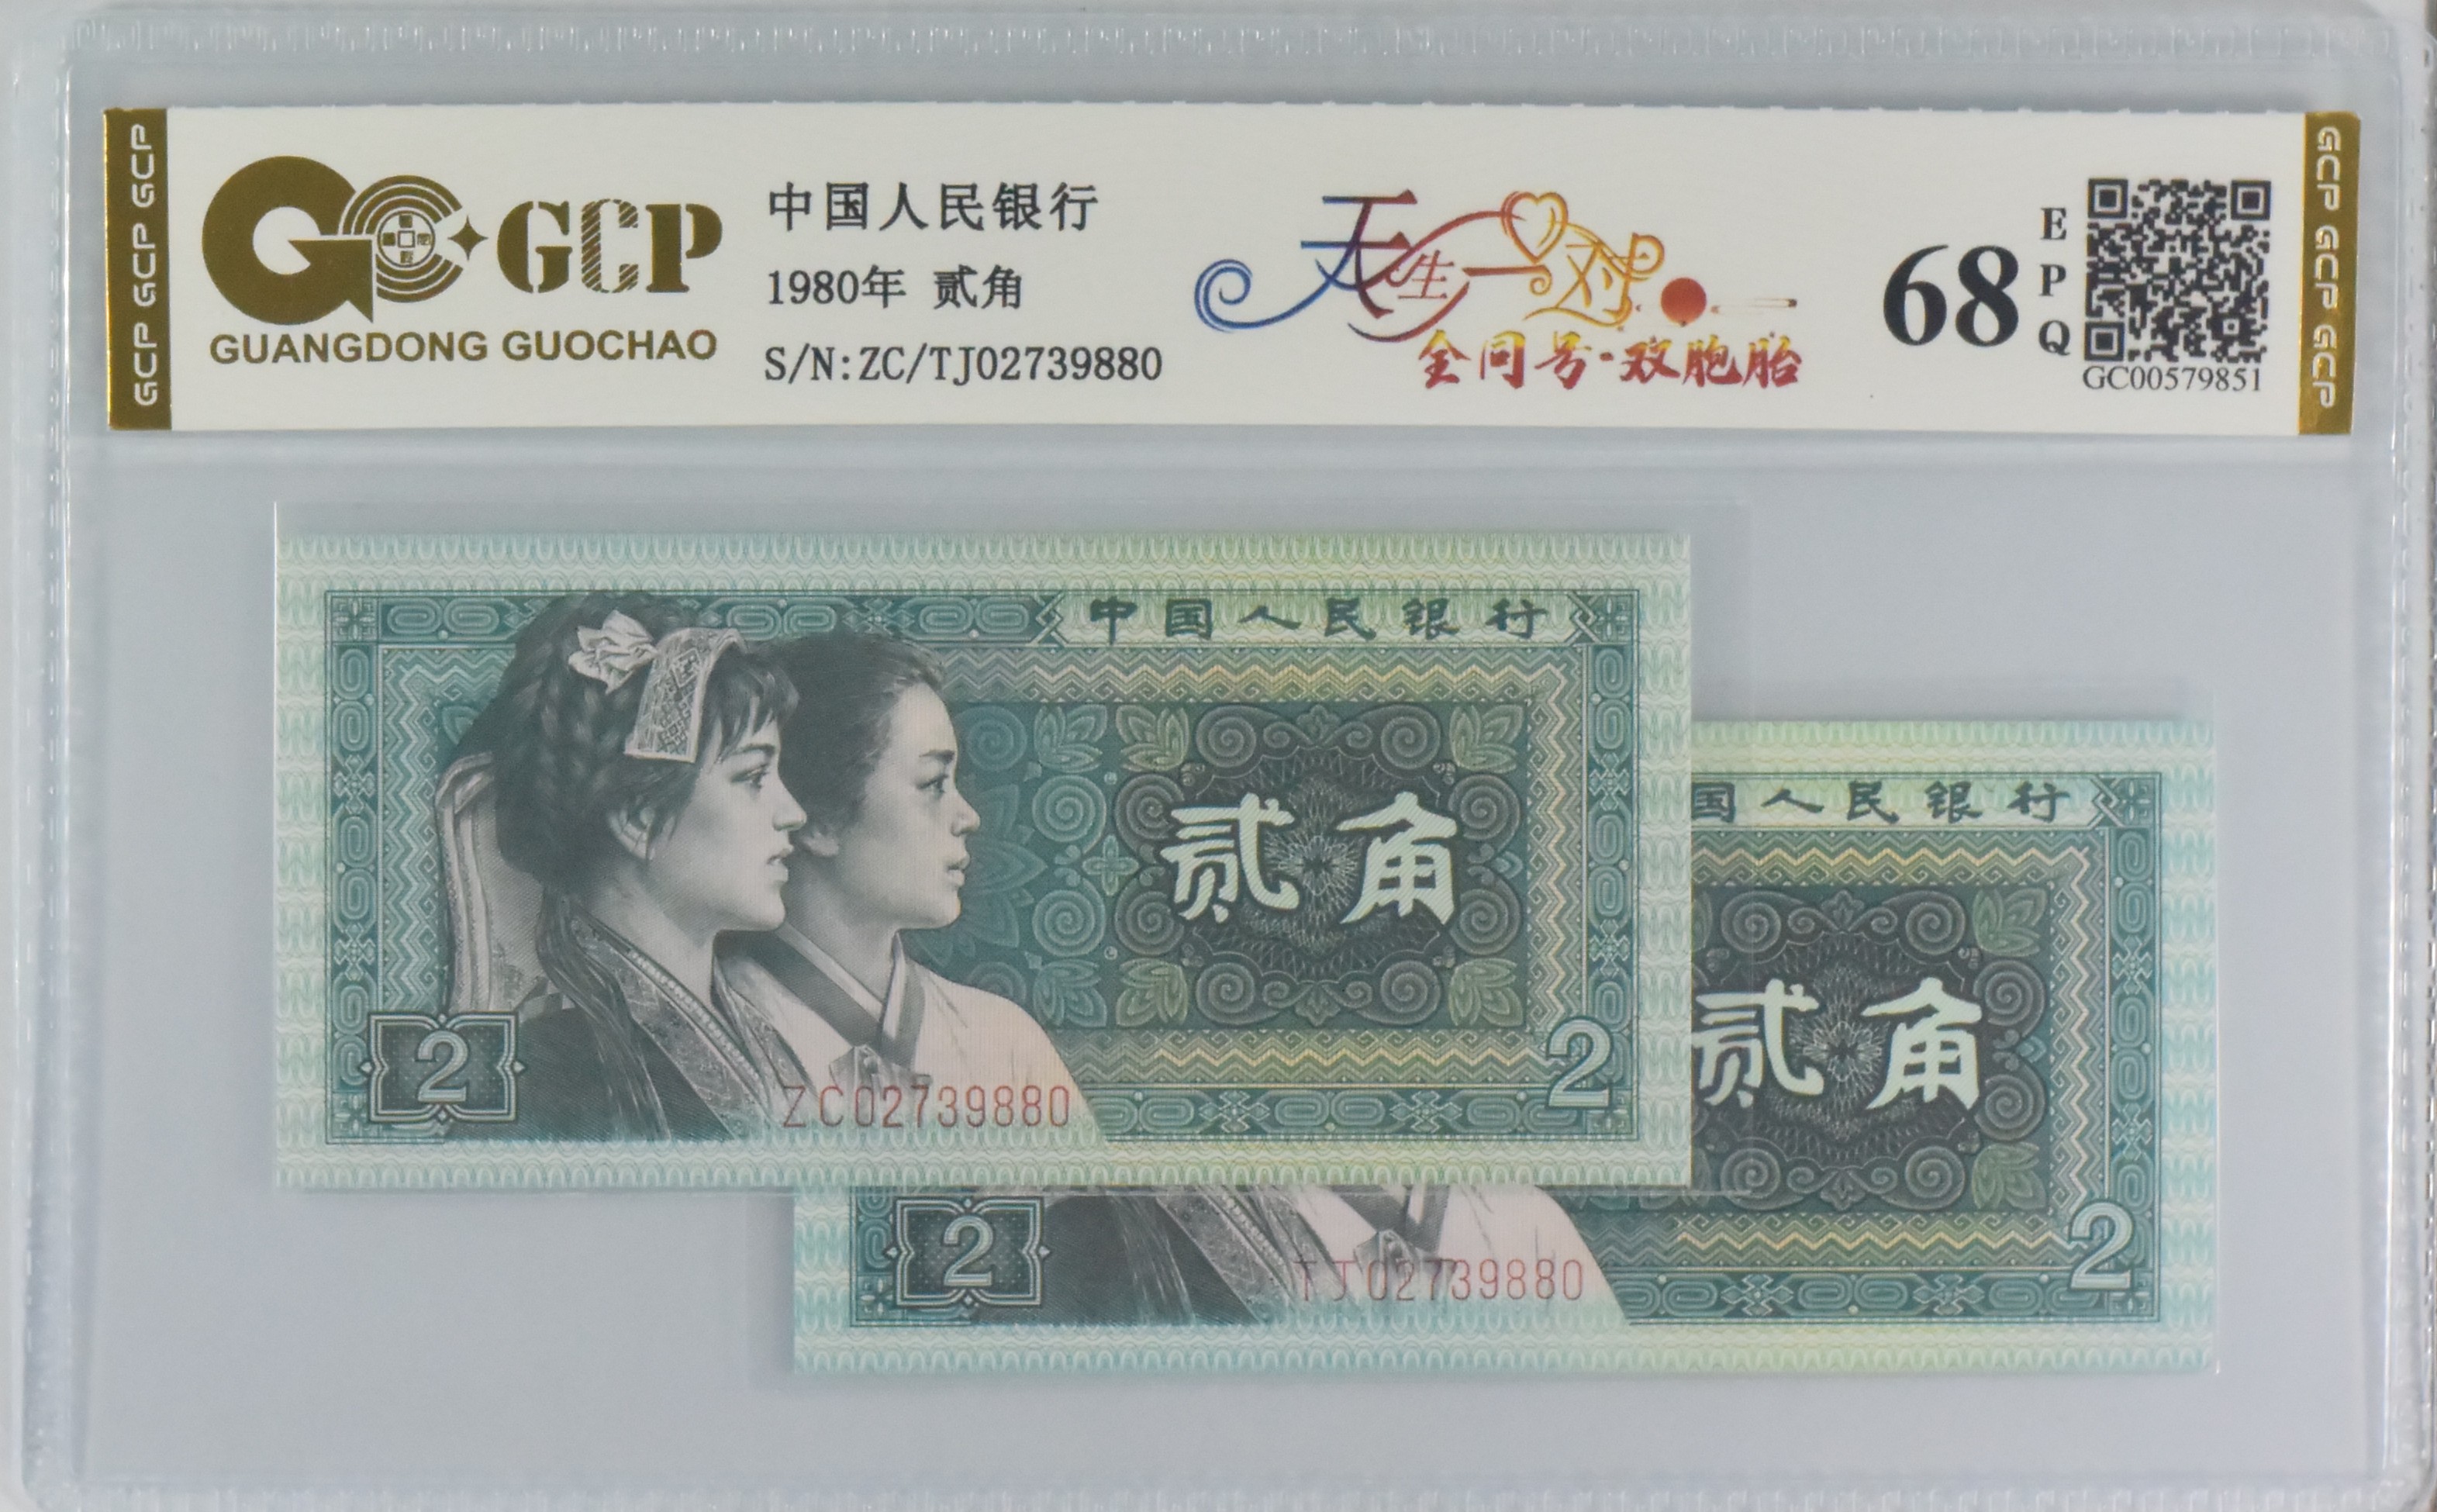 GCP GCP GCP
GCP
GUANGDONG GUOCHAO
中国人民银行
1980年 贰角
S/N:ZC/TJ02739880
天生一对
全同号·双胞胎
68
EPQ
GC00579851
GCP GCP GCP
中国人民银行
贰角
2
2
ZC02739880
国人民银行
贰角
2
2
TJ02739880